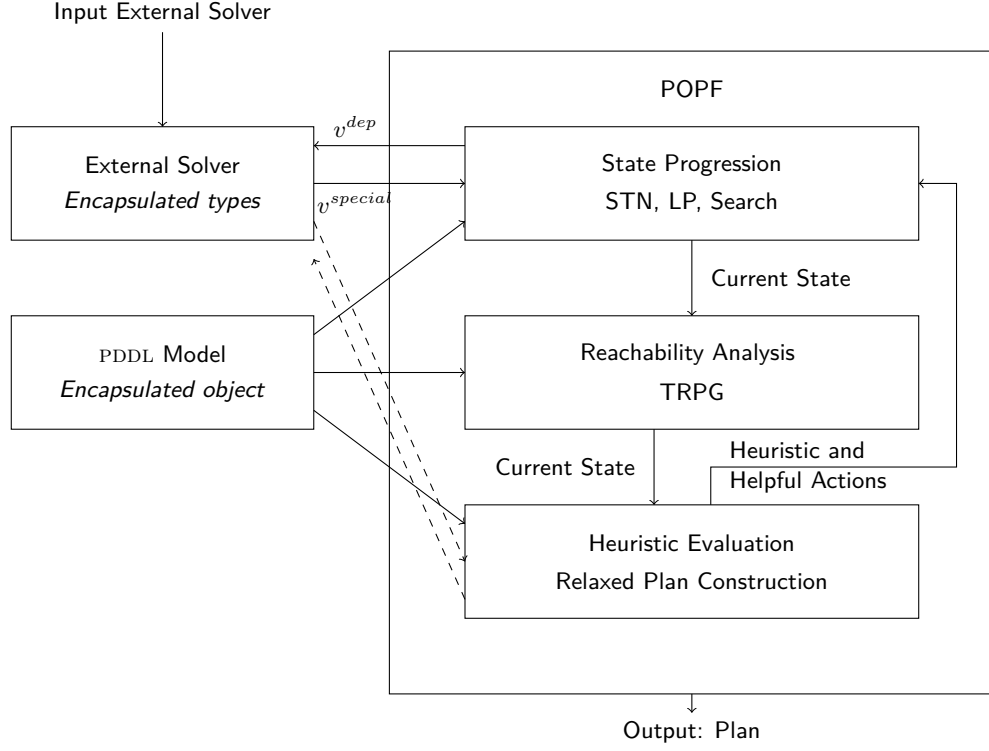 Input External Solver
POPF
v^{dep}
External Solver
Encapsulated types
v^{special}
State Progression
STN, LP, Search
Current State
PDDL Model
Encapsulated object
Reachability Analysis
TRPG
Current State
Heuristic and
Helpful Actions
Heuristic Evaluation
Relaxed Plan Construction
Output: Plan